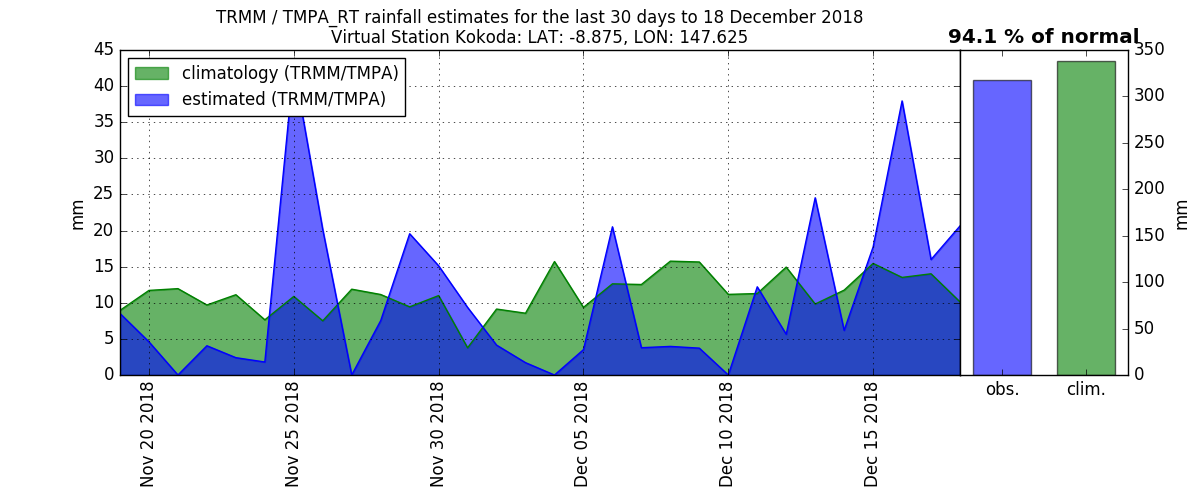 TRMM / TMPA_RT rainfall estimates for the last 30 days to 18 December 2018
Virtual Station Kokoda: LAT: -8.875, LON: 147.625
94.1 % of normal
climatology (TRMM/TMPA)
estimated (TRMM/TMPA)
45
40
35
30
25
20
15
10
5
0
mm
Nov 20 2018
Nov 25 2018
Nov 30 2018
Dec 05 2018
Dec 10 2018
Dec 15 2018
obs.
clim.
350
300
250
200
150
100
50
0
mm